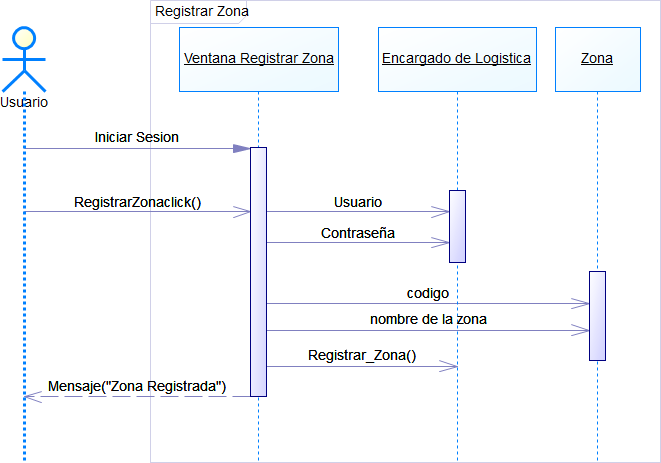 Registrar Zona
Ventana Registrar Zona
Encargado de Logistica
Zona
Usuario
Iniciar Sesion
RegistrarZonaclick()
Usuario
Contraseña
codigo
nombre de la zona
Registrar_Zona()
Mensaje("Zona Registrada")